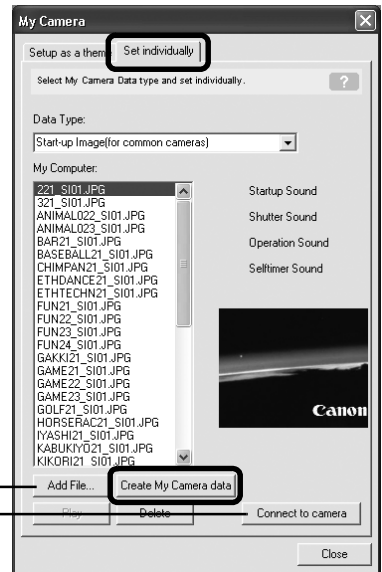 My Camera
Setup as a theme Set individually
Select My Camera Data type and set individually. ?
Data Type:
Start-up Image(for common cameras)
My Computer:
221_SI01.JPG
321_SI01.JPG
ANIMAL022_SI01.JPG
ANIMAL023_SI01.JPG
BAR21_SI01.JPG
BASEBALL21_SI01.JPG
CHIMPAN21_SI01.JPG
ETHDANCE21_SI01.JPG
ETHTECHN21_SI01.JPG
FUN21_SI01.JPG
FUN22_SI01.JPG
FUN23_SI01.JPG
FUN24_SI01.JPG
GAKKI21_SI01.JPG
GAME21_SI01.JPG
GAME22_SI01.JPG
GAME23_SI01.JPG
GOLF21_SI01.JPG
HORSERAC21_SI01.JPG
IYASHI21_SI01.JPG
KABUKIYO21_SI01.JPG
KIKORI21_SI01.JPG
Startup Sound
Shutter Sound
Operation Sound
Selftimer Sound
Canon
Add File... Create My Camera data
Play Delete Connect to camera
Close